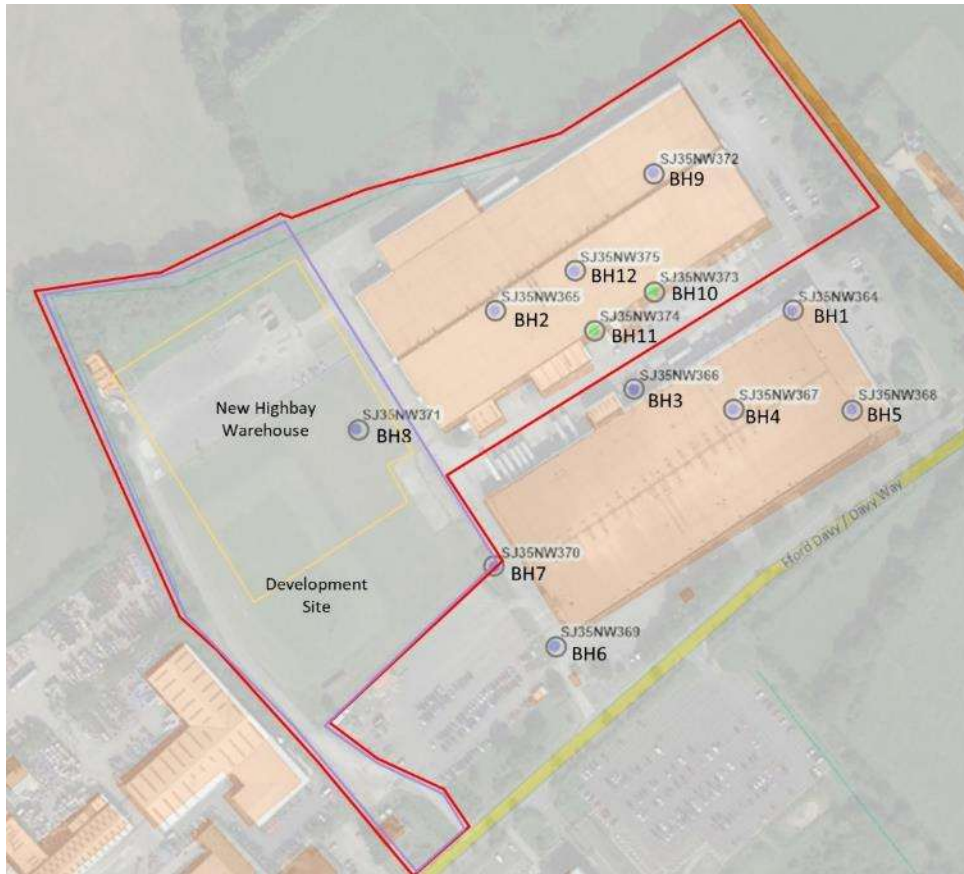 SJ35NW372
BH9
SJ35NW375
BH12
SJ35NW373
BH10
SJ35NW365
BH2
SJ35NW374
BH11
SJ35NW364
BH1
SJ35NW366
BH3
SJ35NW367
BH4
SJ35NW368
BH5
New Highbay
Warehouse
SJ35NW371
BH8
Fford Davy / Davy Way
SJ35NW370
BH7
Development
Site
SJ35NW369
BH6